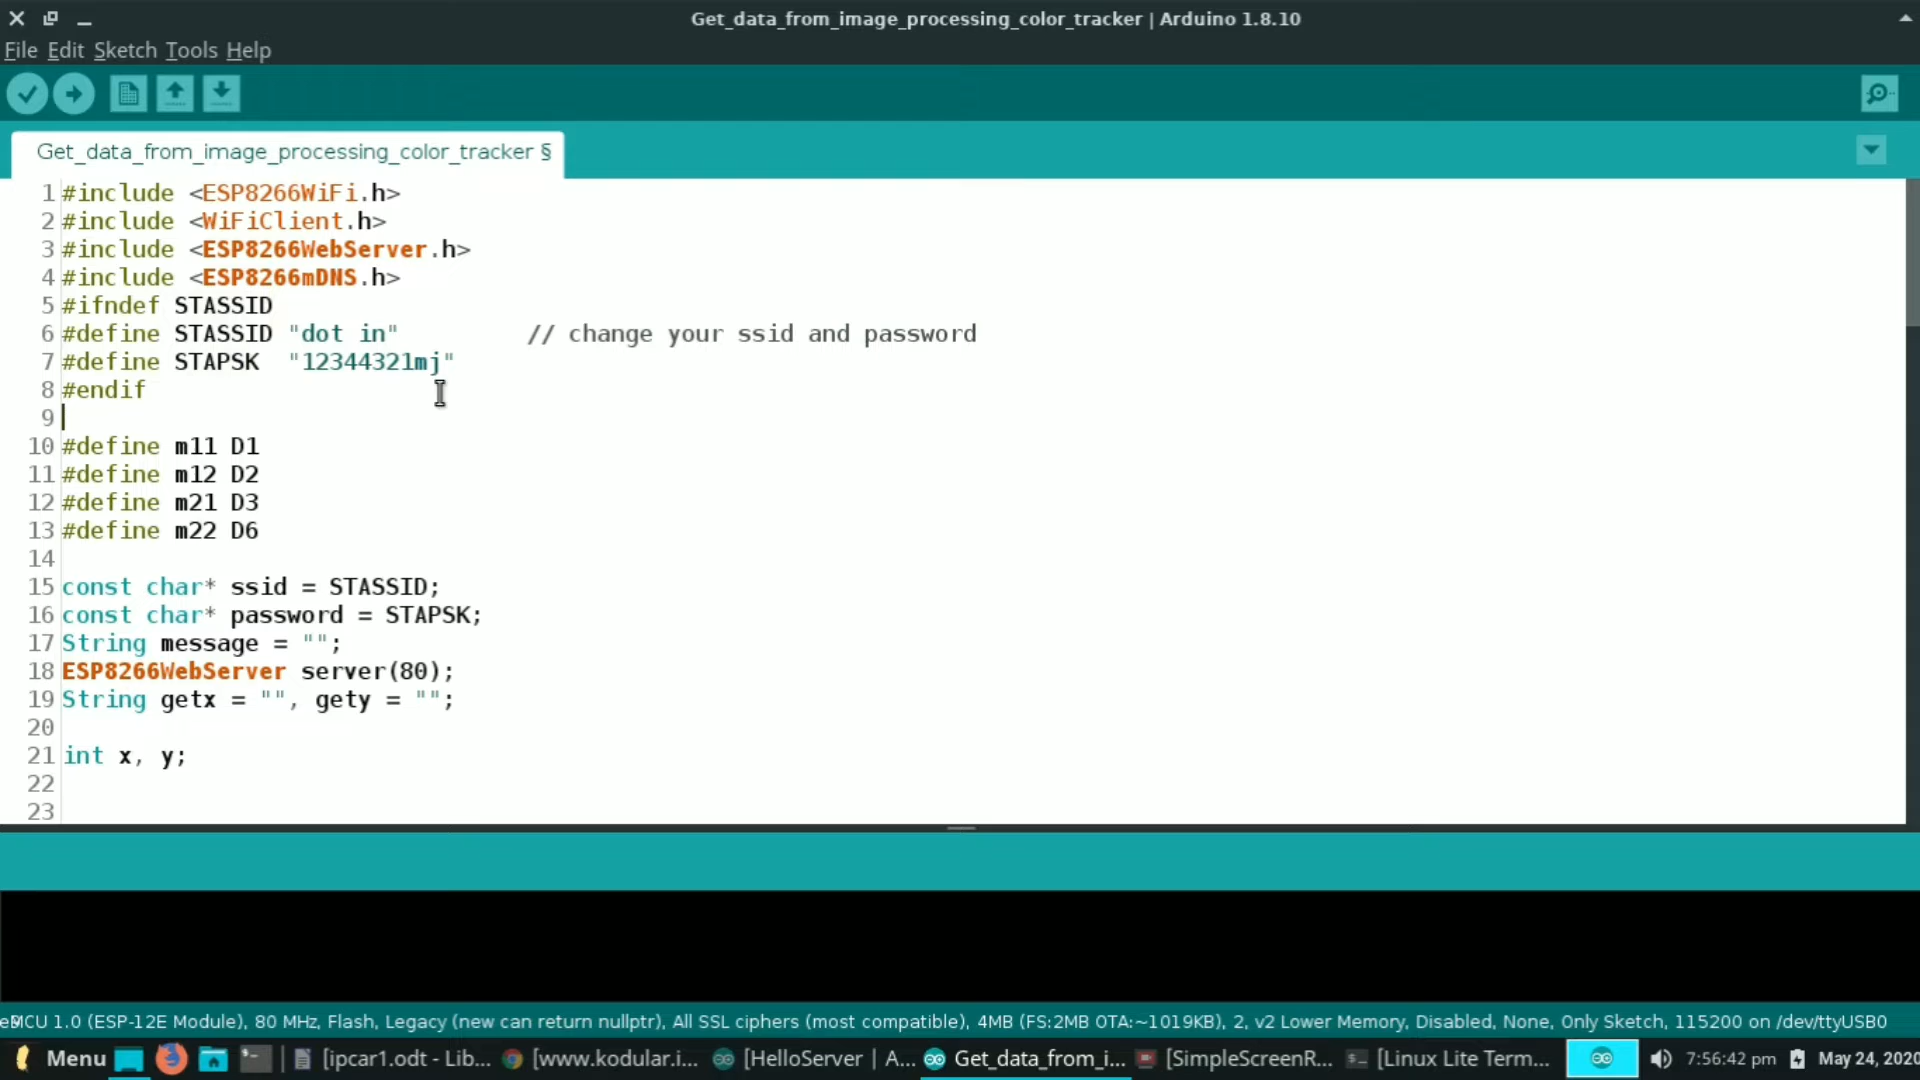 Get_data_from_image_processing_color_tracker | Arduino 1.8.10
File Edit Sketch Tools Help
Get_data_from_image_processing_color_tracker §
1 #include <ESP8266WiFi.h>
2 #include <WiFiClient.h>
3 #include <ESP8266WebServer.h>
4 #include <ESP8266mDNS.h>
5 #ifndef STASSID
6 #define STASSID "dot in" // change your ssid and password
7 #define STAPSK "12344321mj"
8 #endif
9
10 #define m11 D1
11 #define m12 D2
12 #define m21 D3
13 #define m22 D6
14
15 const char* ssid = STASSID;
16 const char* password = STAPSK;
17 String message = "";
18 ESP8266WebServer server(80);
19 String getx = "", gety = "";
20
21 int x, y;
22
23
MCU 1.0 (ESP-12E Module), 80 MHz, Flash, Legacy (new can return nullptr), All SSL ciphers (most compatible), 4MB (FS:2MB OTA:~1019KB), 2, v2 Lower Memory, Disabled, None, Only Sketch, 115200 on /dev/ttyUSB0
Menu [ipcar1.odt - Lib... [www.kodular.i... [HelloServer | A... Get_data_from_i... [SimpleScreenR... [Linux Lite Term... 7:56:42 pm May 24, 2020